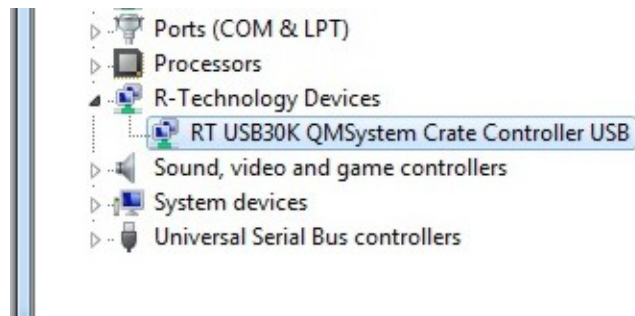 Ports (COM & LPT)
Processors
R-Technology Devices
RT USB30K QMSystem Crate Controller USB
Sound, video and game controllers
System devices
Universal Serial Bus controllers